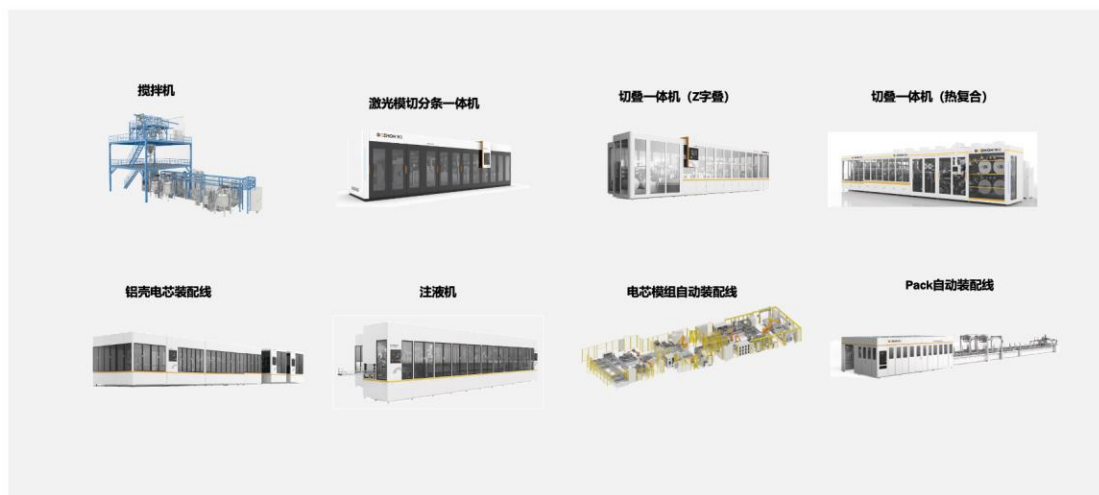 搅拌机
激光模切分条一体机
切叠一体机（Z字叠）
切叠一体机（热复合）
铝壳电芯装配线
注液机
电芯模组自动装配线
Pack自动装配线